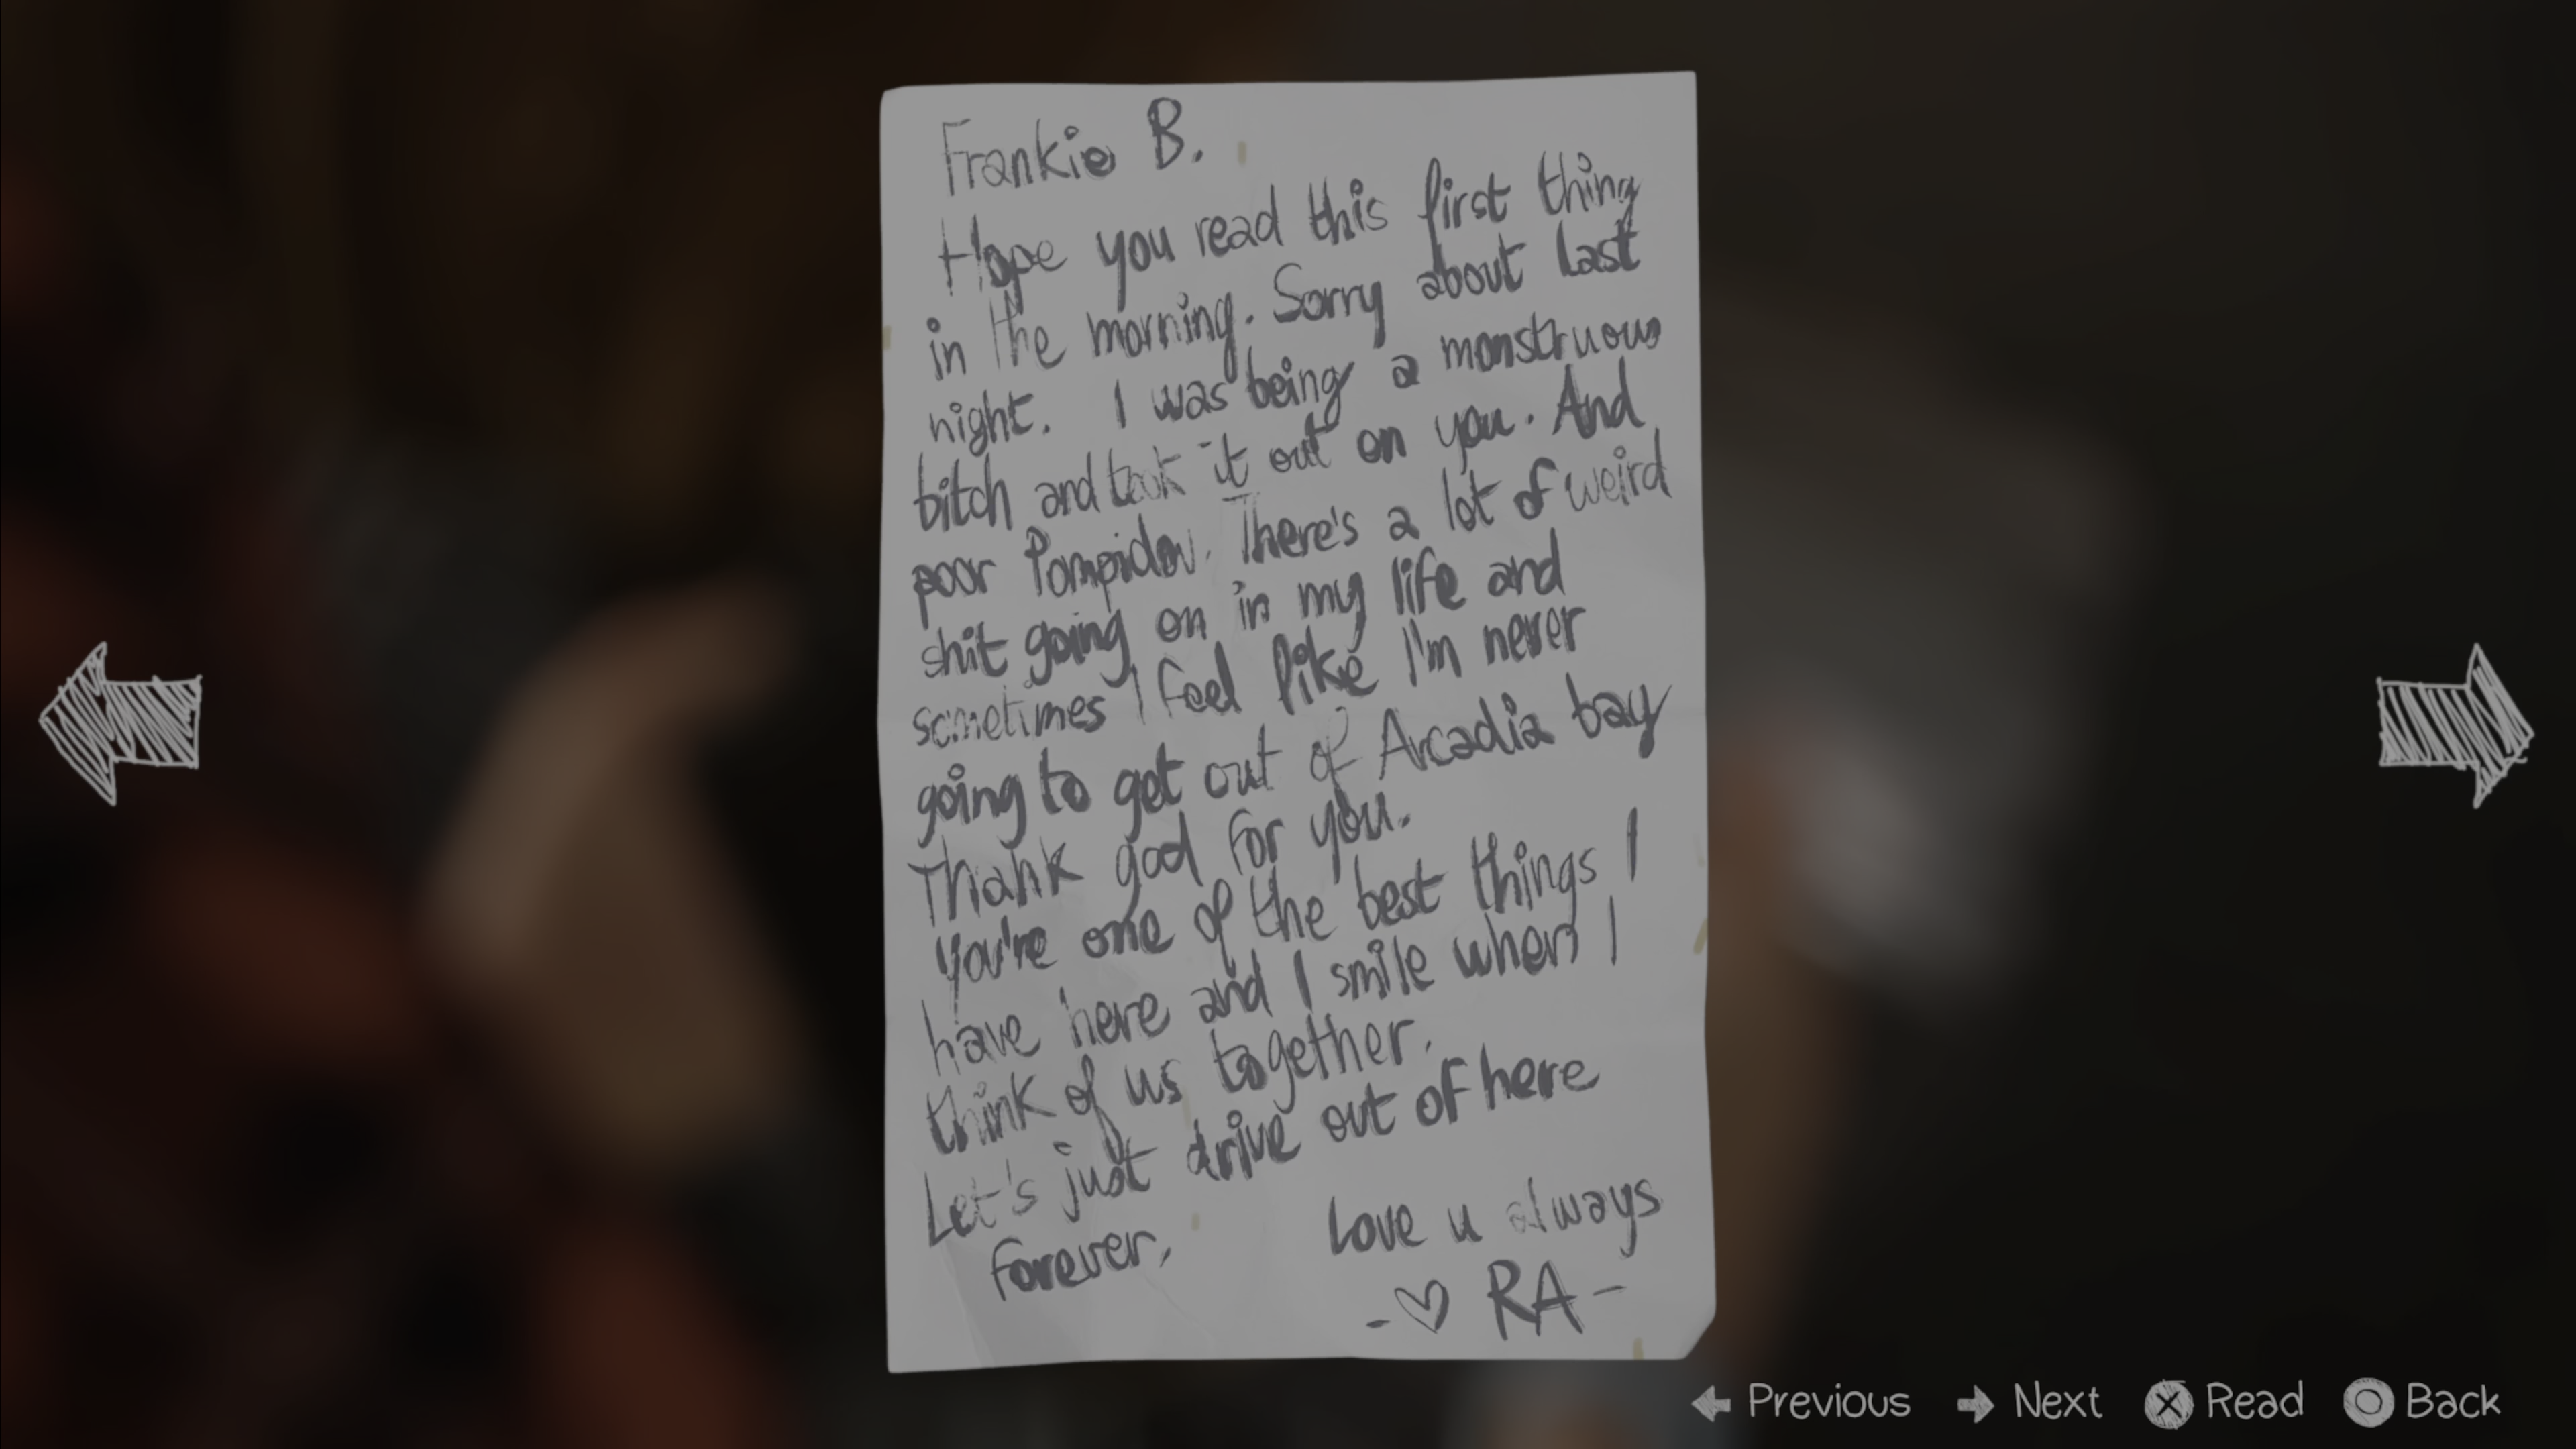 Frankie B.
Hope you read this first thing
in the morning. Sorry about last
night. I was being a monstruous
bitch and took it out on you. And
poor Pompidou. There's a lot of weird
shit going on in my life and
sometimes I feel like I'm never
going to get out of Arcadia bay
Thank god for you.
You're one of the best things I
have here and I smile when I
think of us together.
Let's just drive out of here
forever,
Love u always
-♡ RA-
Previous Next Read Back